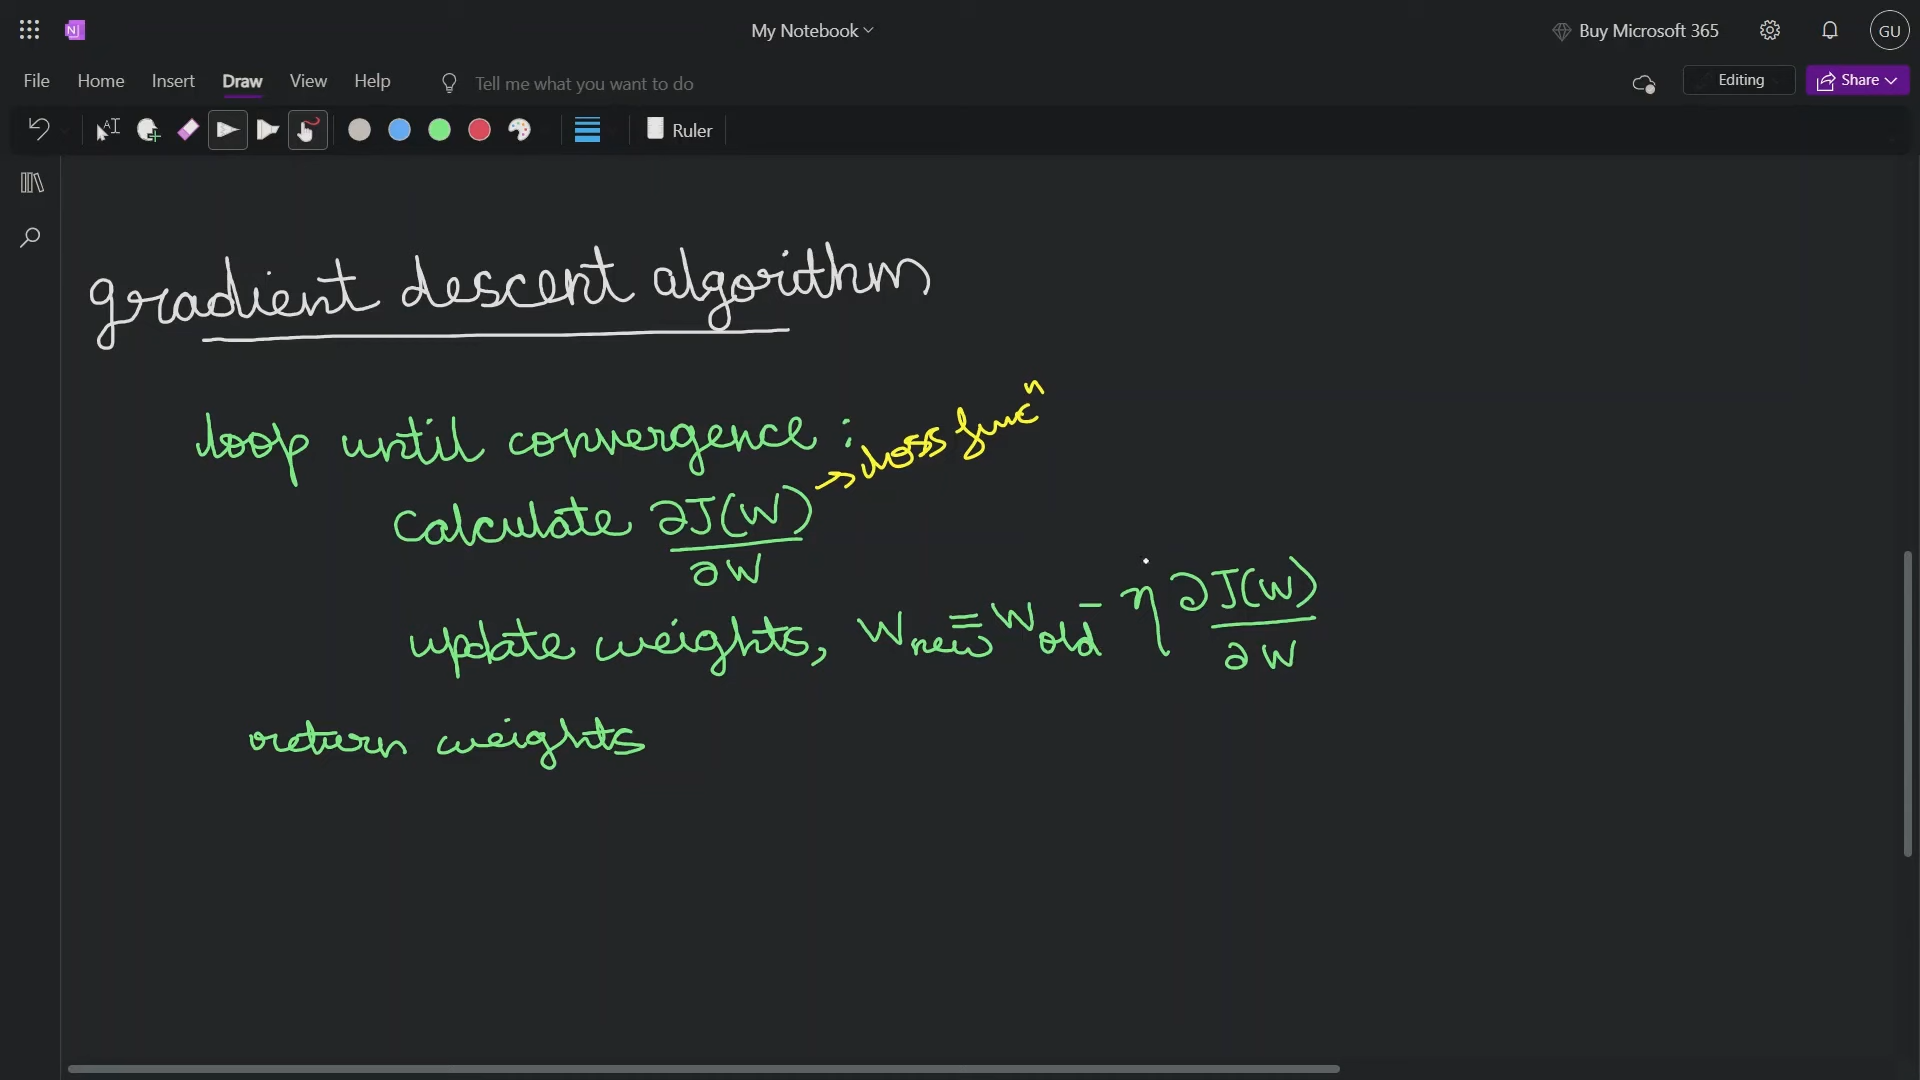 My Notebook
Buy Microsoft 365
GU
File Home Insert Draw View Help Tell me what you want to do
Editing Share
Ruler
gradient descent algorithm
loop until convergence :
→ loss funcⁿ
calculate ∂J(W)
∂W
update weights, W_new = W_old - η ∂J(W)
∂W
return weights